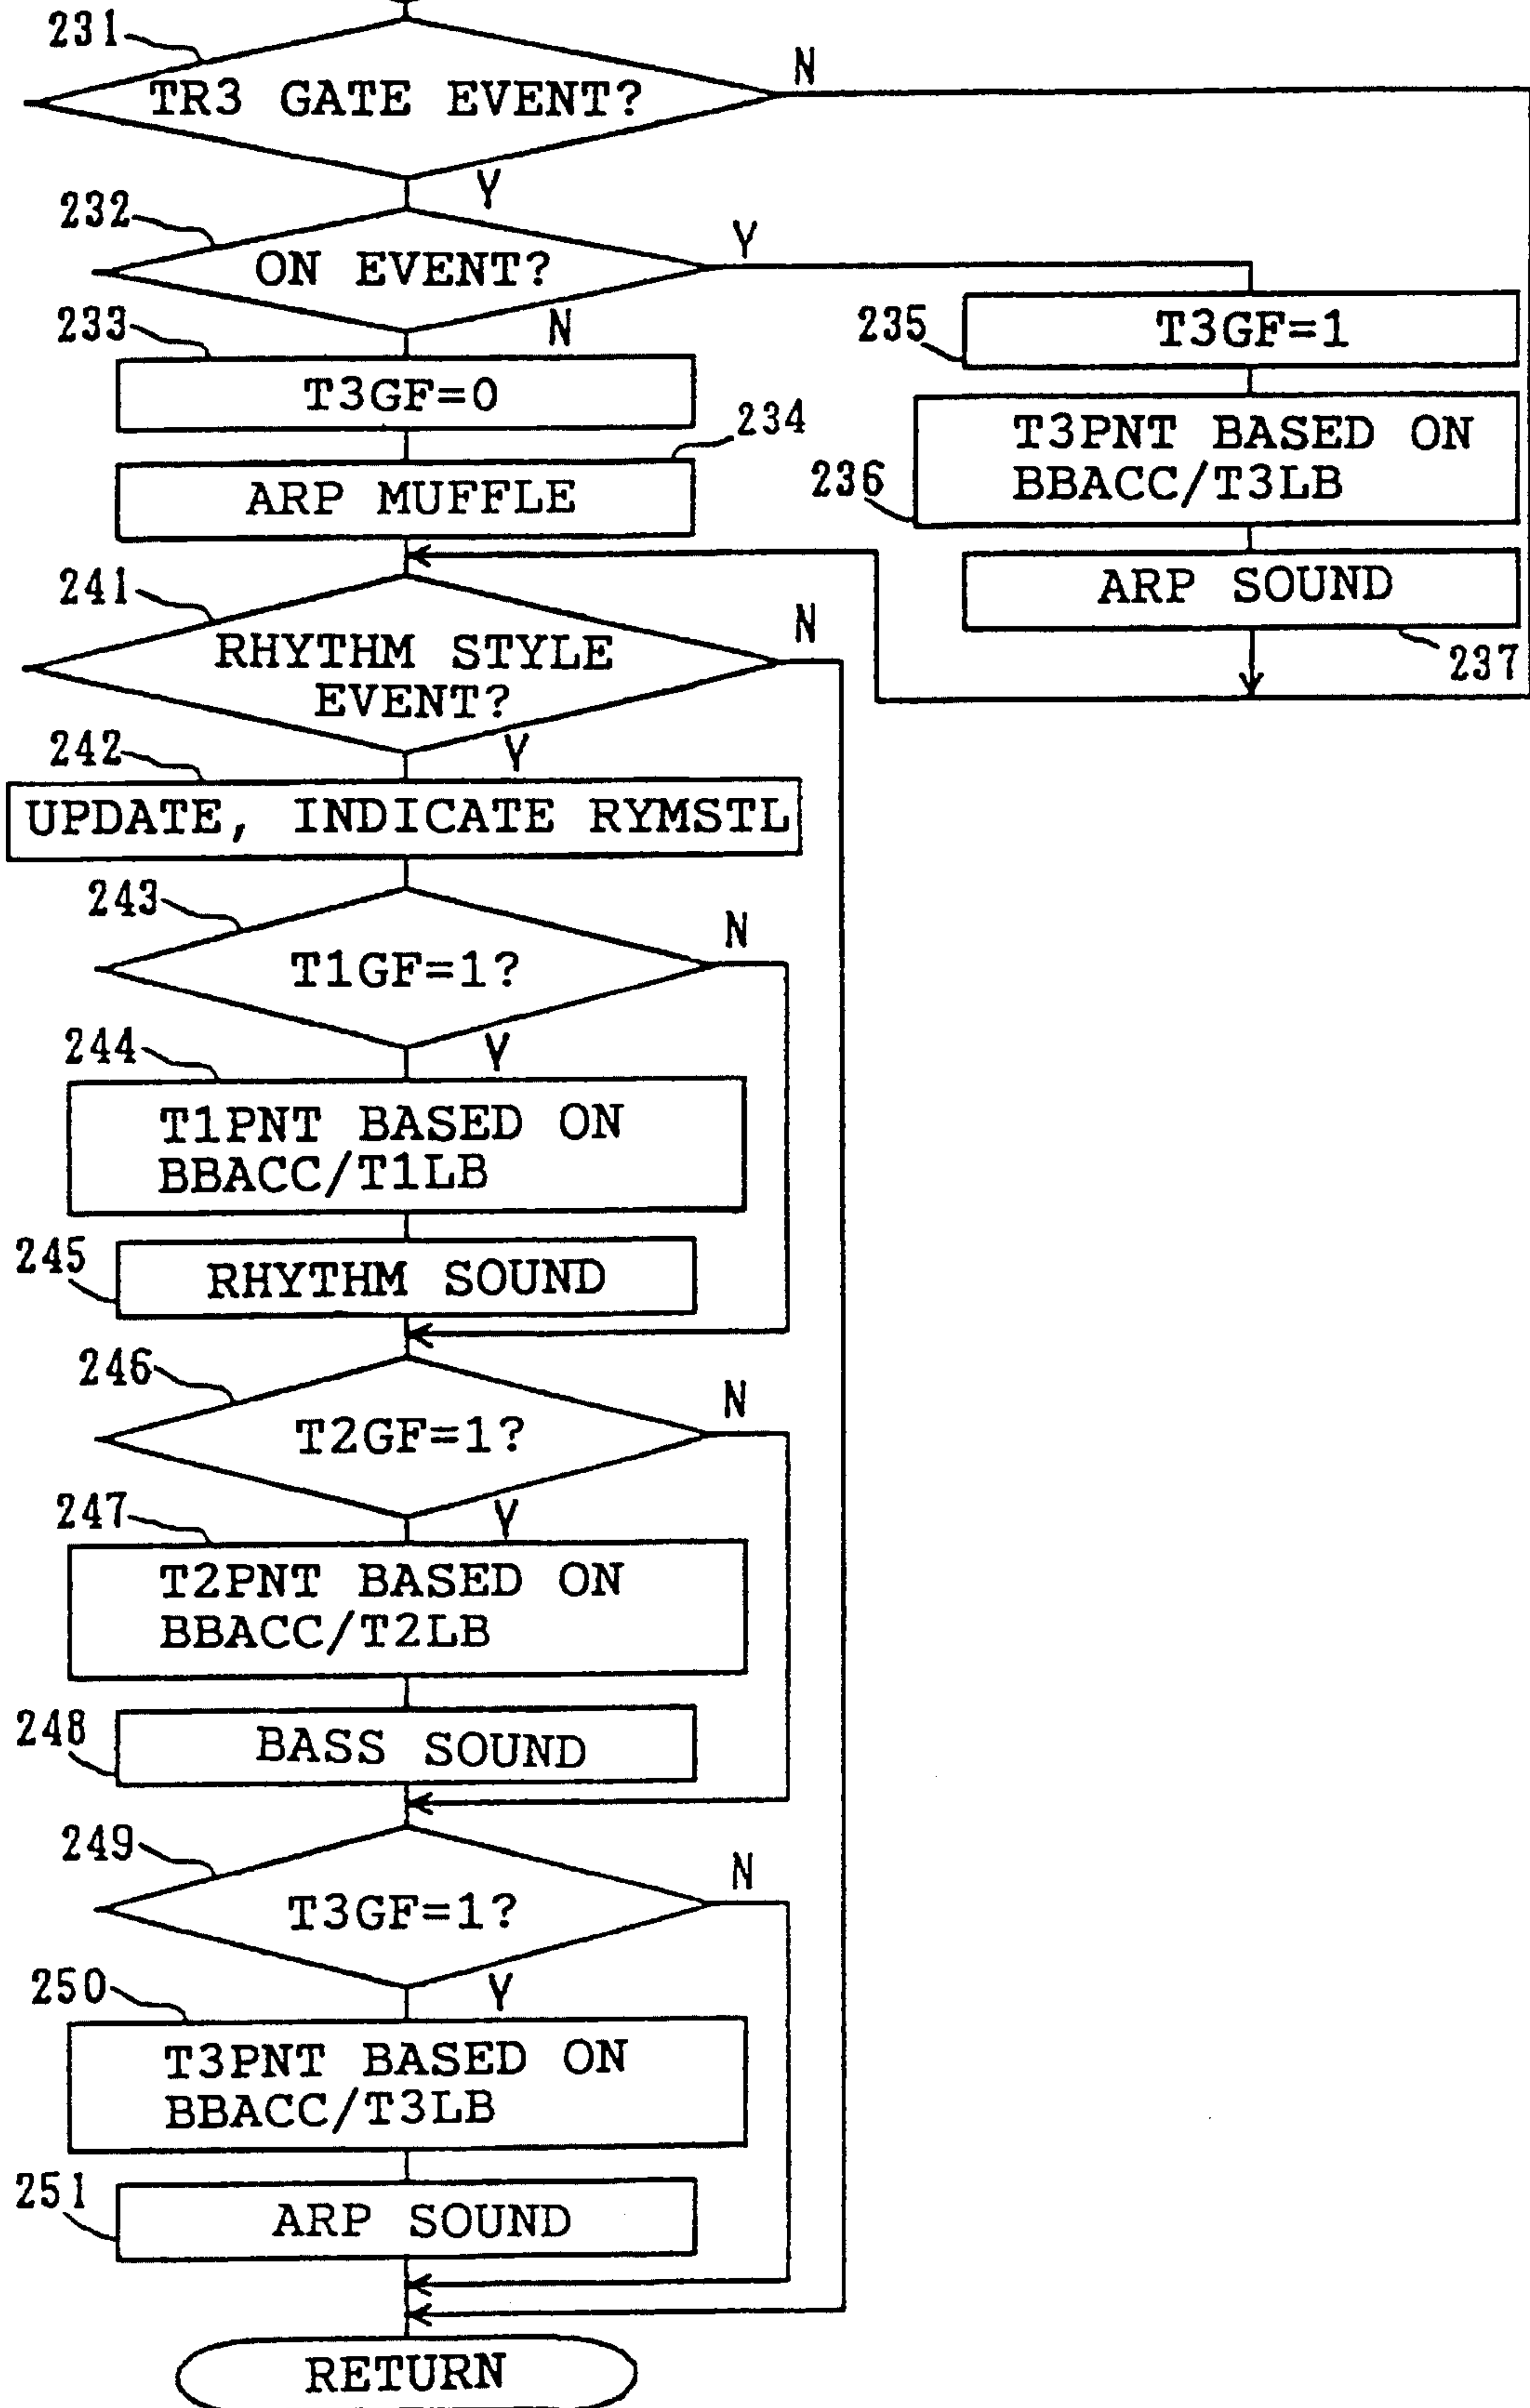 231
TR3 GATE EVENT?
N
Y
232
ON EVENT?
Y
N
233
T3GF=0
234
ARP MUFFLE
235
T3GF=1
236
T3PNT BASED ON
BBACC/T3LB
ARP SOUND
237
241
RHYTHM STYLE
EVENT?
N
Y
242
UPDATE, INDICATE RYMSTL
243
T1GF=1?
N
Y
244
T1PNT BASED ON
BBACC/T1LB
245
RHYTHM SOUND
246
T2GF=1?
N
Y
247
T2PNT BASED ON
BBACC/T2LB
248
BASS SOUND
249
T3GF=1?
N
Y
250
T3PNT BASED ON
BBACC/T3LB
251
ARP SOUND
RETURN